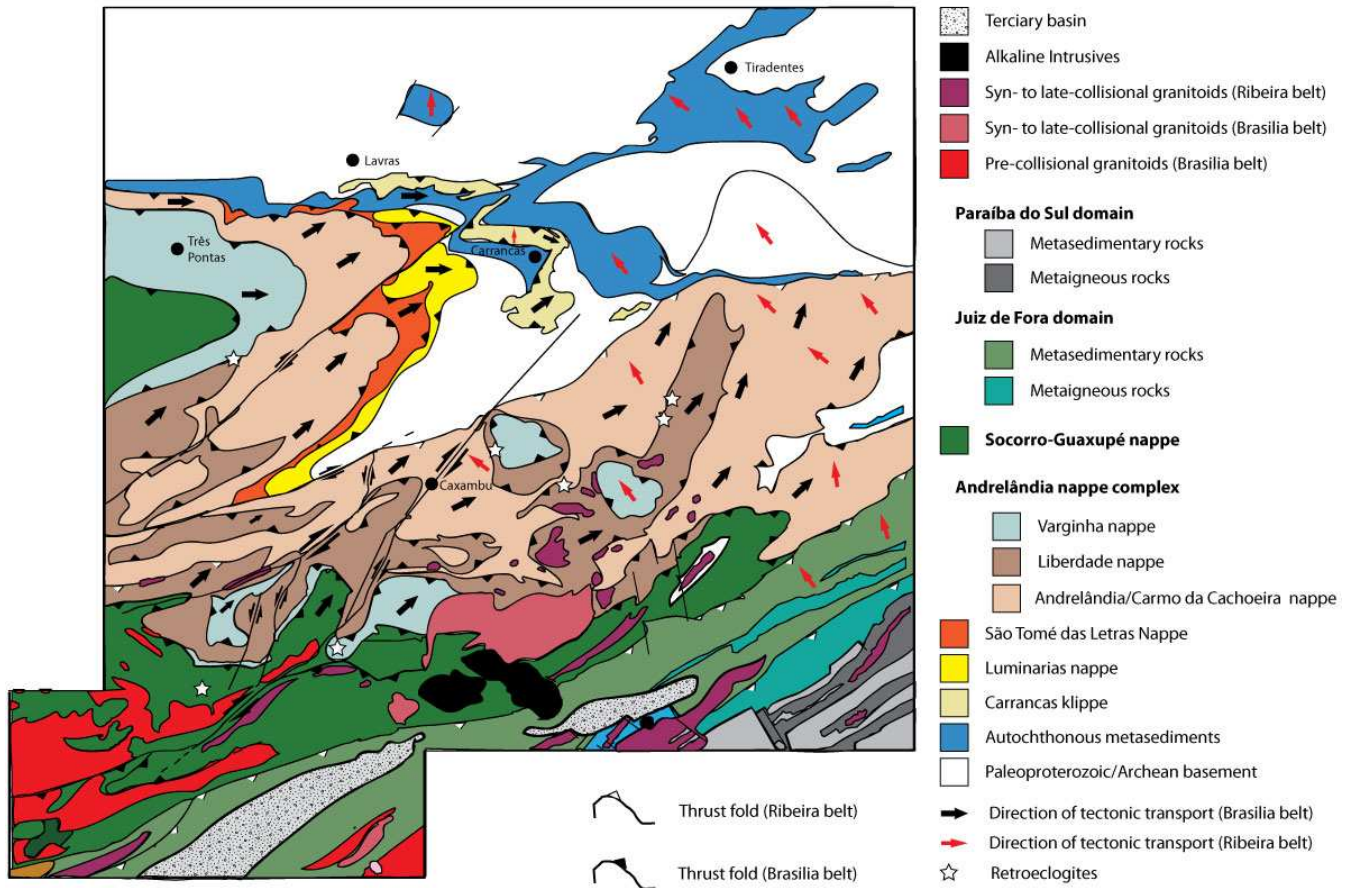 Tiradentes
Lavras
Três
Pontas
Carrancas
Caxambu
Terciary basin
Alkaline Intrusives
Syn- to late-collisional granitoids (Ribeira belt)
Syn- to late-collisional granitoids (Brasilia belt)
Pre-collisional granitoids (Brasilia belt)
Paraíba do Sul domain
Metasedimentary rocks
Metaigneous rocks
Juiz de Fora domain
Metasedimentary rocks
Metaigneous rocks
Socorro-Guaxupé nappe
Andrelândia nappe complex
Varginha nappe
Liberdade nappe
Andrelândia/Carmo da Cachoeira nappe
São Tomé das Letras Nappe
Luminarias nappe
Carrancas klippe
Autochthonous metasediments
Paleoproterozoic/Archean basement
Direction of tectonic transport (Brasilia belt)
Direction of tectonic transport (Ribeira belt)
Retroeclogites
Thrust fold (Ribeira belt)
Thrust fold (Brasilia belt)